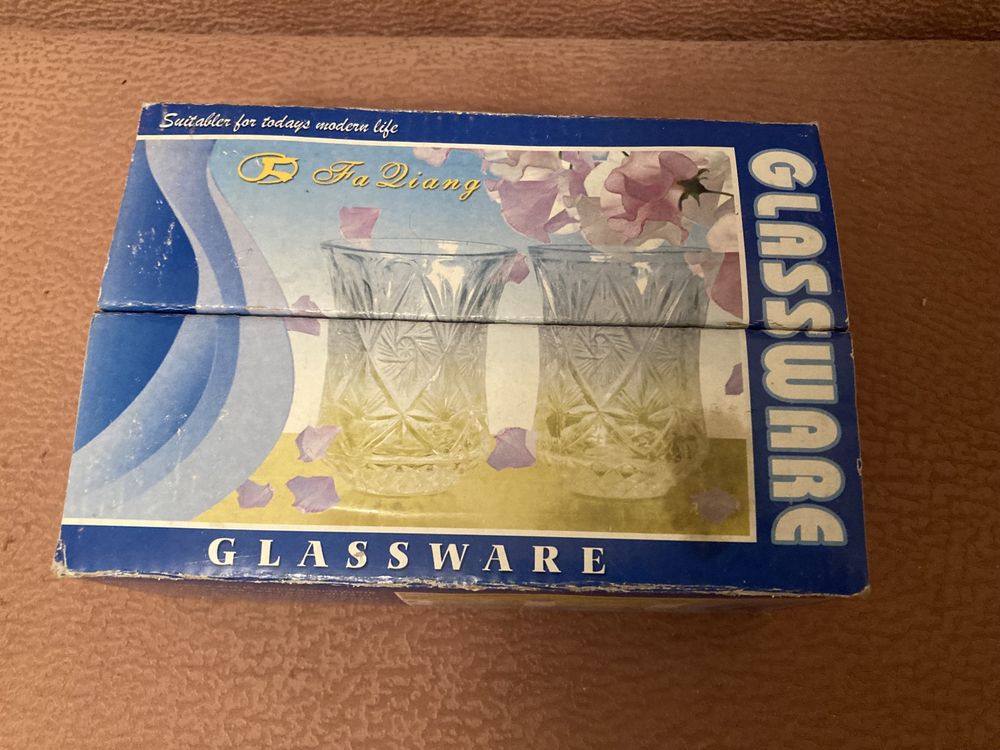 Suitabler for todays modern life
Fa Qiang
GLASSWARE
GLASSWARE